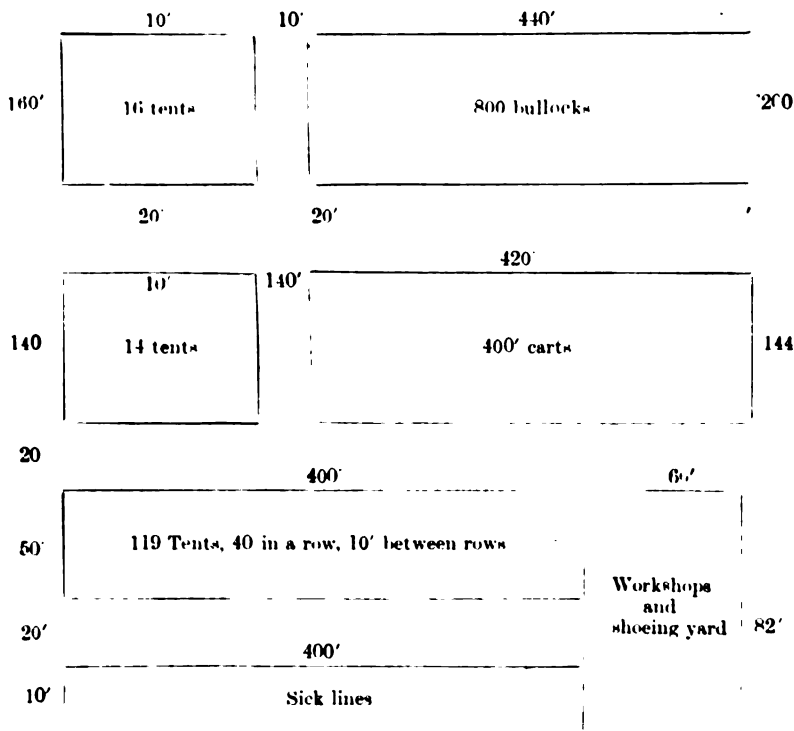 10' 10' 440'
160' 16 tents 800 bullocks 200
20' 20'
420'
10' 140'
140 14 tents 400' carts 144
20
400'
50' 119 Tents, 40 in a row, 10' between rows
Workshops
and
shoeing yard 82'
20'
400'
10' Sick lines